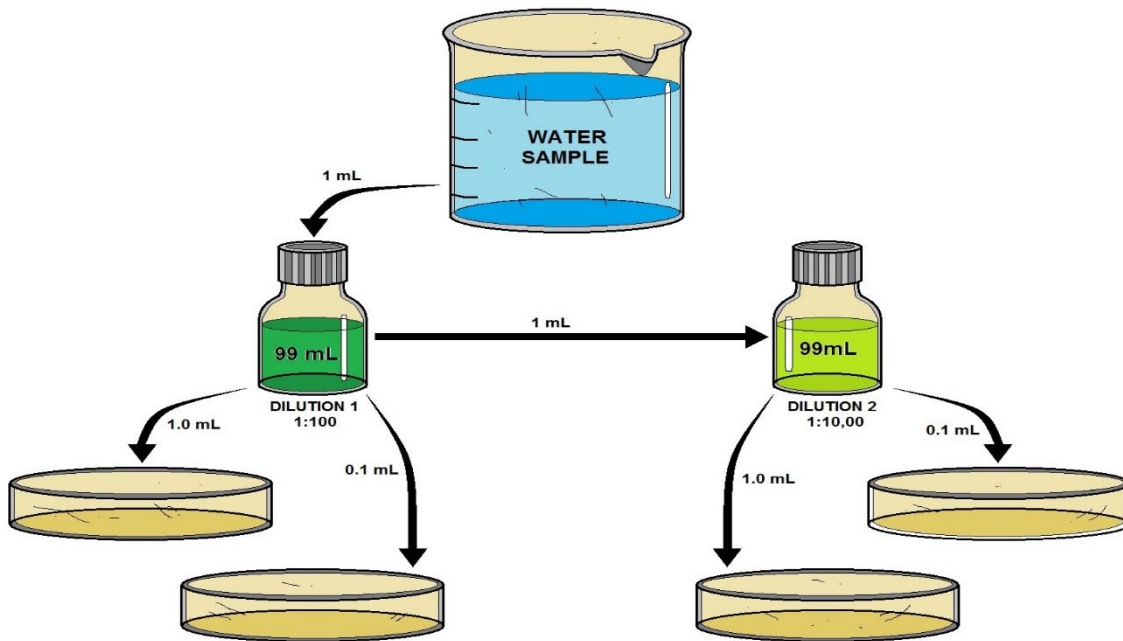 WATER
SAMPLE
1 mL
1 mL
99 mL
99mL
DILUTION 1
1:100
DILUTION 2
1:10,00
1.0 mL
0.1 mL
1.0 mL
0.1 mL